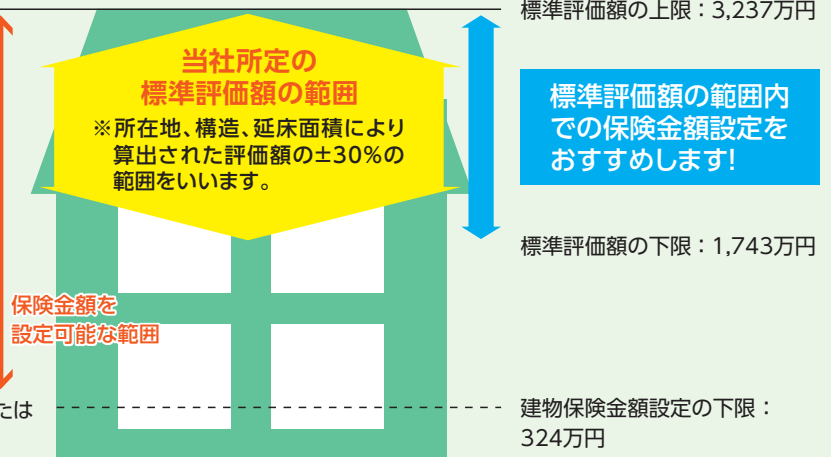 標準評価額の上限：3,237万円
当社所定の
標準評価額の範囲
※所在地、構造、延床面積により
算出された評価額の±30%の
範囲をいいます。
標準評価額の範囲内
での保険金額設定を
おすすめします!
標準評価額の下限：1,743万円
保険金額を
設定可能な範囲
たは
建物保険金額設定の下限：
324万円